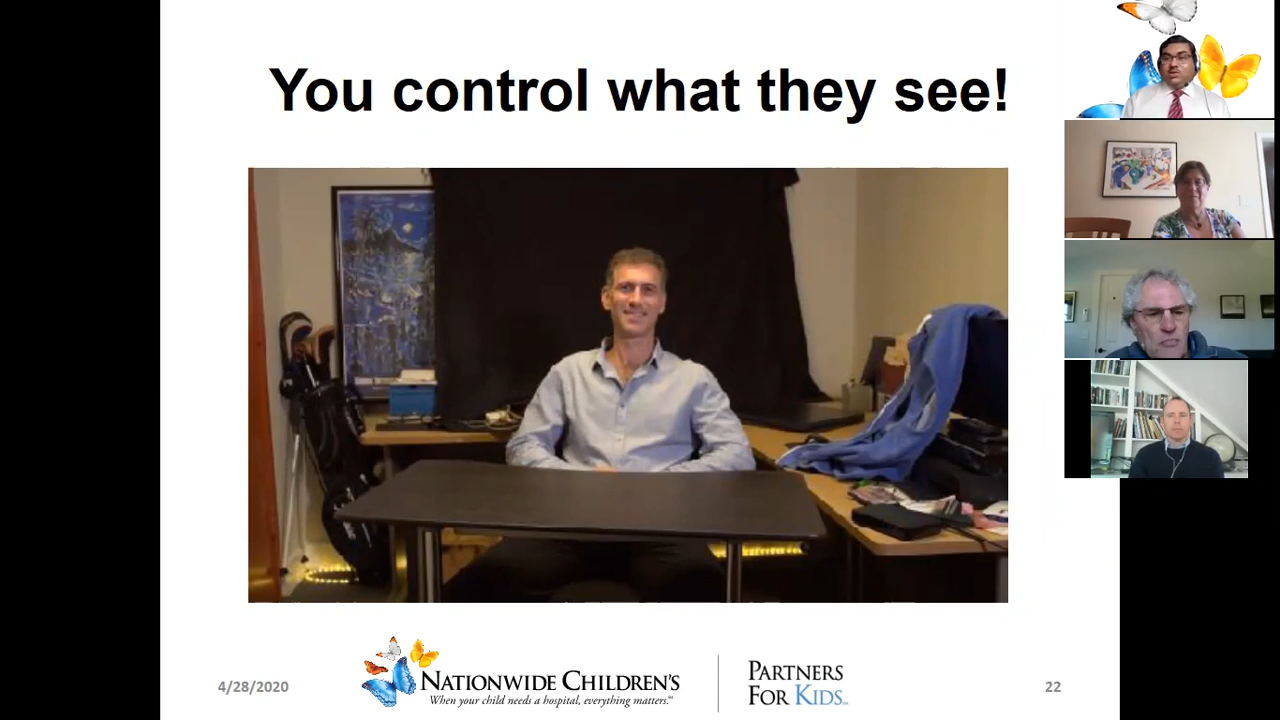 You control what they see!
4/28/2020
NATIONWIDE CHILDREN'S
When your child needs a hospital, everything matters.℠
PARTNERS
FOR KIDS
22